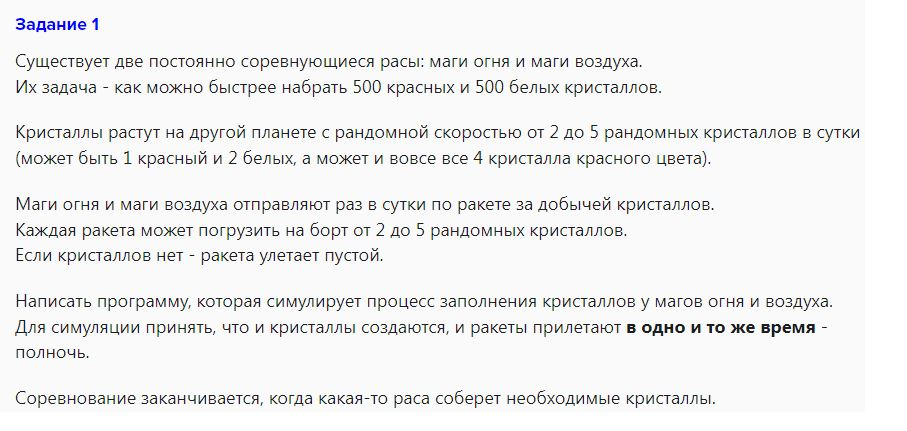 Задание 1
Существует две постоянно соревнующиеся расы: маги огня и маги воздуха.
Их задача - как можно быстрее набрать 500 красных и 500 белых кристаллов.
Кристаллы растут на другой планете с рандомной скоростью от 2 до 5 рандомных кристаллов в сутки
(может быть 1 красный и 2 белых, а может и вовсе все 4 кристалла красного цвета).
Маги огня и маги воздуха отправляют раз в сутки по ракете за добычей кристаллов.
Каждая ракета может погрузить на борт от 2 до 5 рандомных кристаллов.
Если кристаллов нет - ракета улетает пустой.
Написать программу, которая симулирует процесс заполнения кристаллов у магов огня и воздуха.
Для симуляции принять, что и кристаллы создаются, и ракеты прилетают в одно и то же время -
полночь.
Соревнование заканчивается, когда какая-то раса соберет необходимые кристаллы.